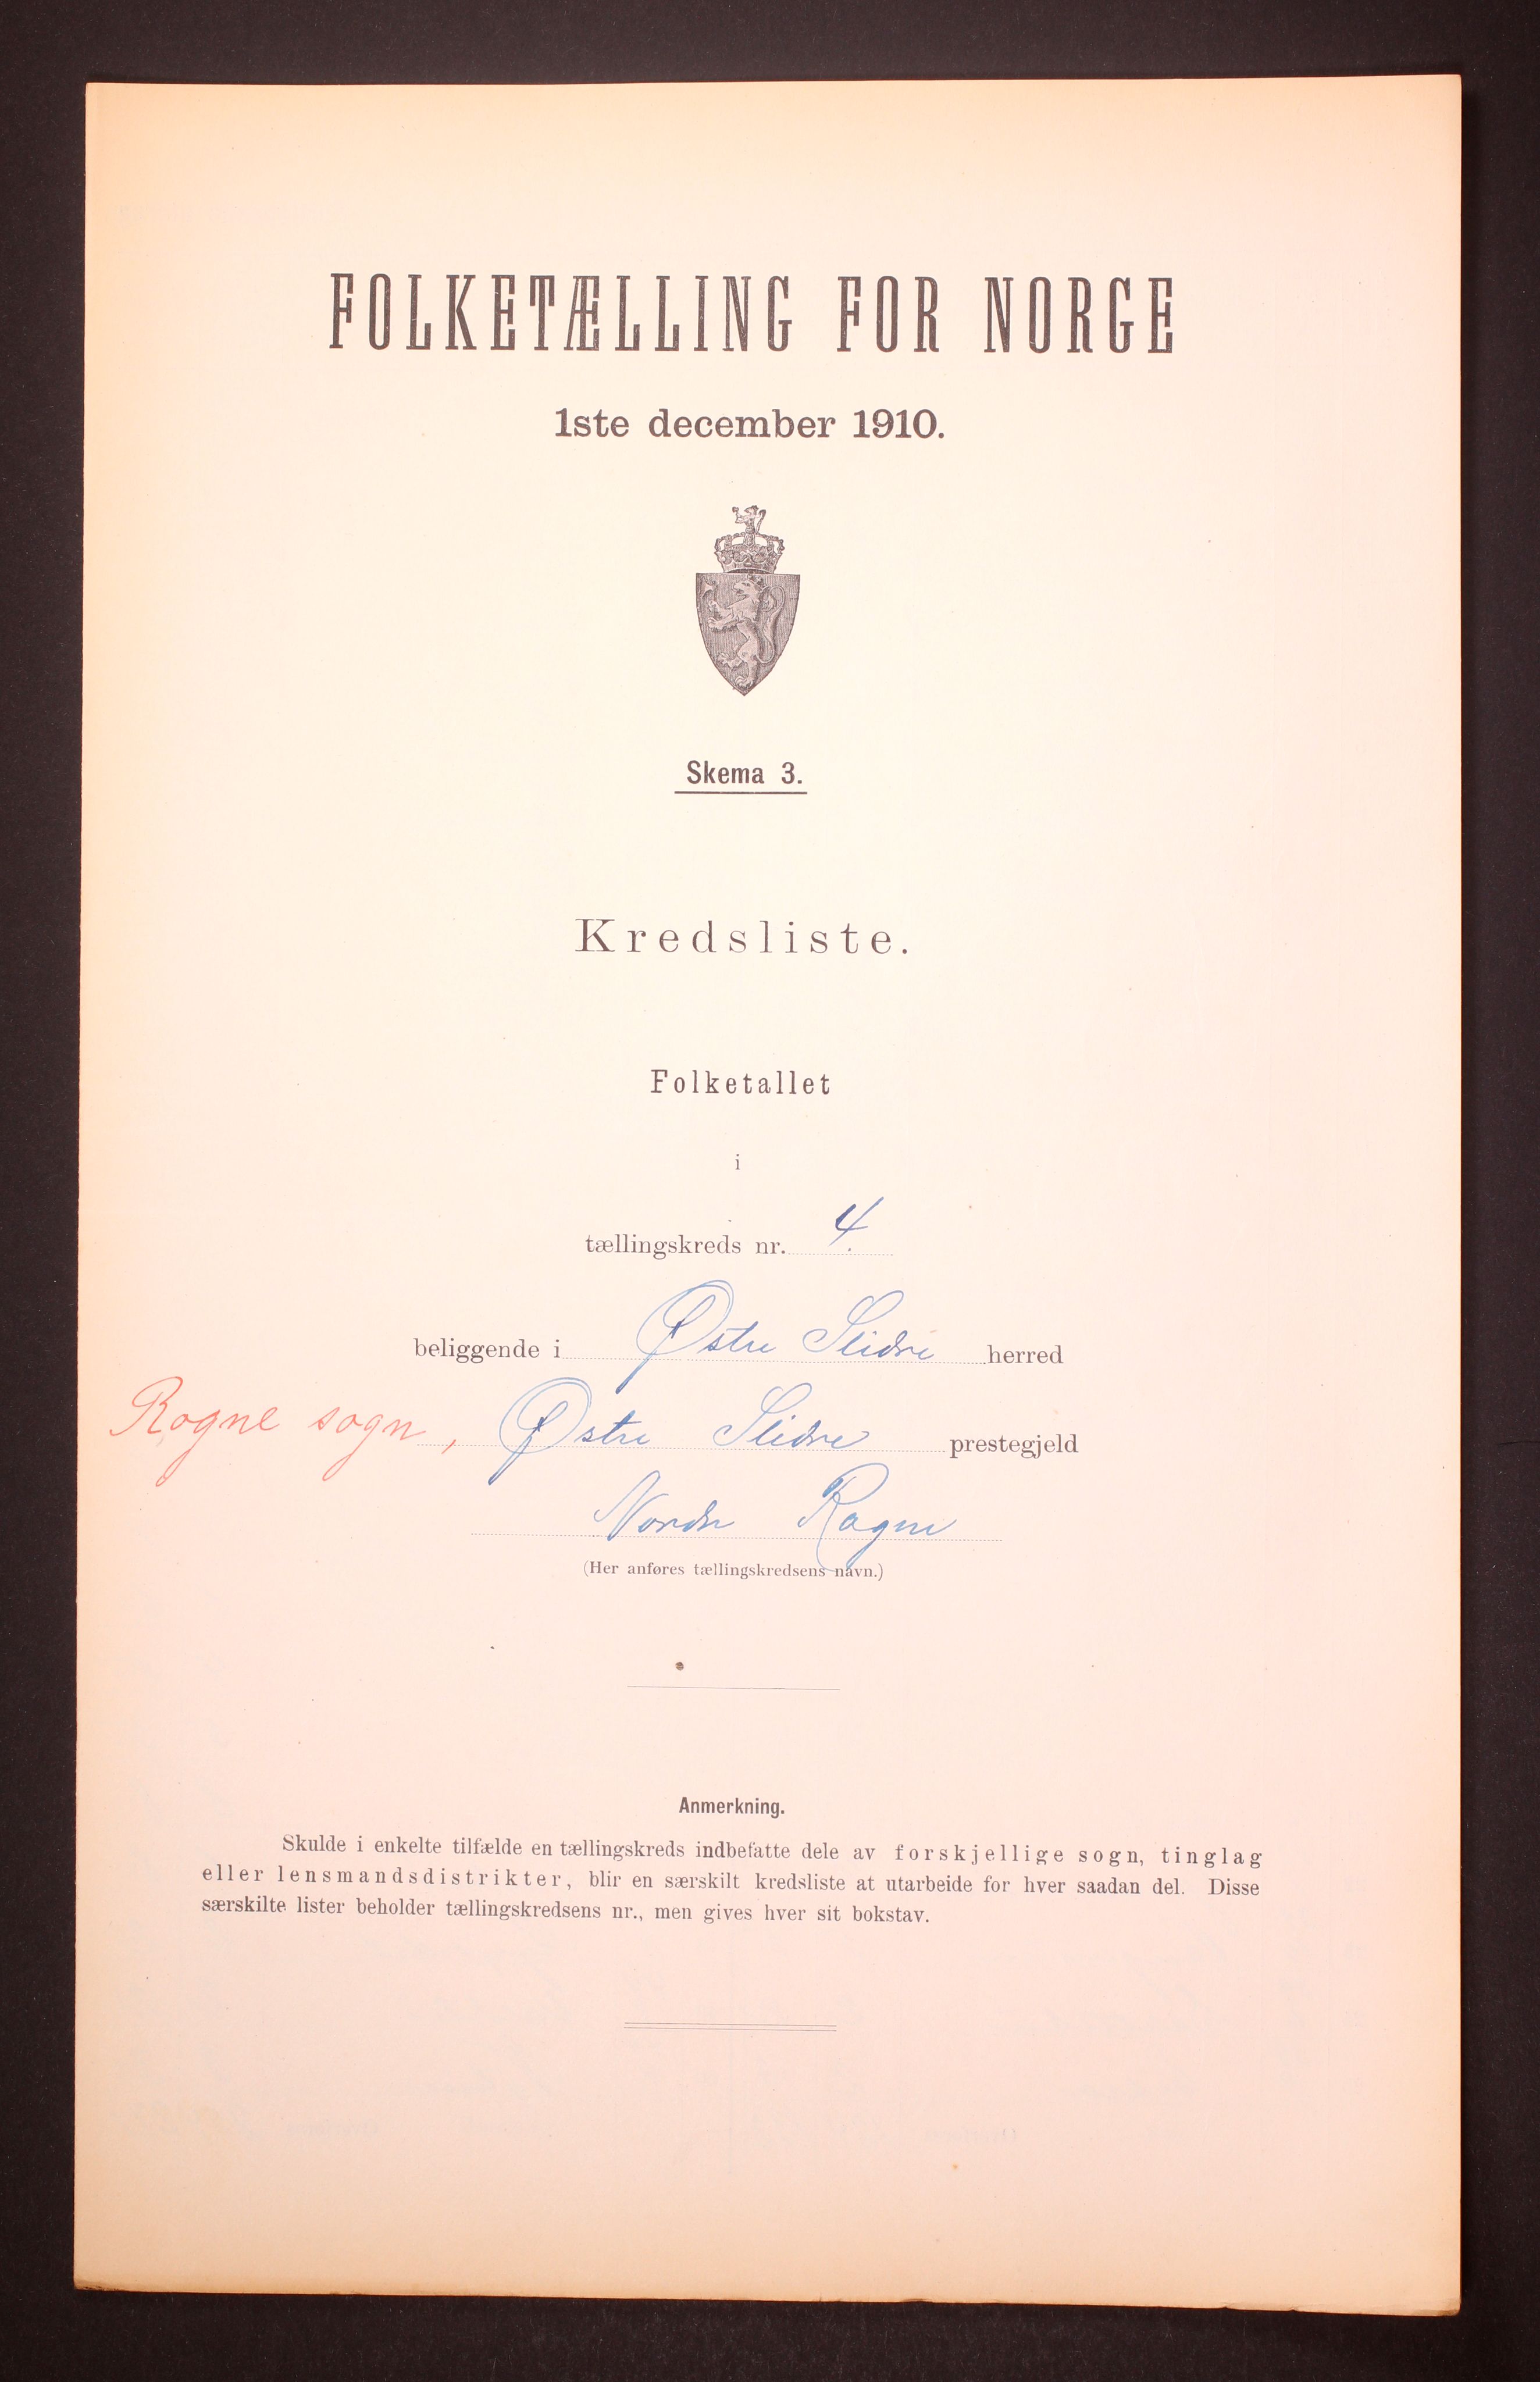 FOLKETÆLLING FOR NORGE
1ste december 1910.
Skema 3.
Kredsliste.
Folketallet
i
tællingskreds nr. 4.
beliggende i Østre Slidre herred
Rogne sogn, Østre Slidre prestegjeld
Nordre Rogne
(Her anføres tællingskredsens navn.)
Anmerkning.
Skulde i enkelte tilfælde en tællingskreds indbefatte dele av forskjellige sogn, tinglag
eller lensmandsdistrikter, blir en særskilt kredsliste at utarbeide for hver saadan del. Disse
særskilte lister beholder tællingskredsens nr., men gives hver sit bokstav.